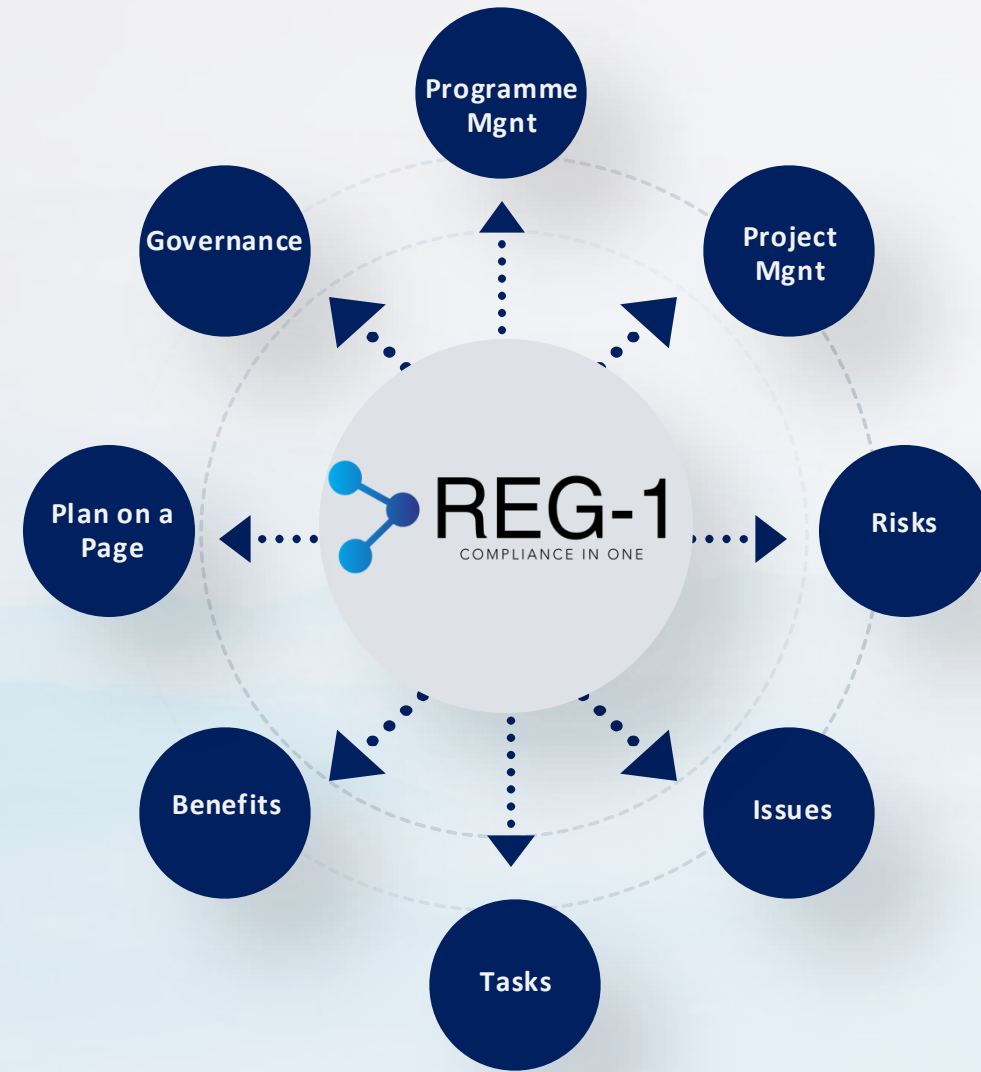 Programme
Mgnt
Governance
Project
Mgnt
REG-1
COMPLIANCE IN ONE
Plan on a
Page
Risks
Benefits
Issues
Tasks